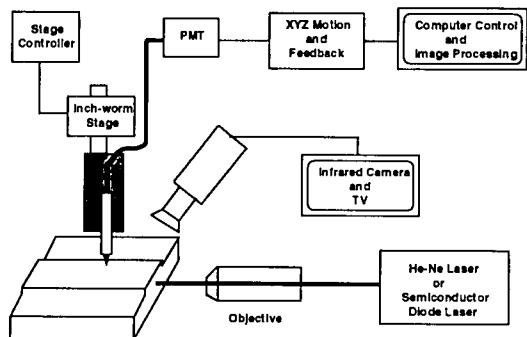 Stage
Controller
PMT
XYZ Motion
and
Feedback
Computer Control
and
Image Processing
Inch-worm
Stage
Infrared Camera
and
TV
He-Ne Laser
or
Semiconductor
Diode Laser
Objective